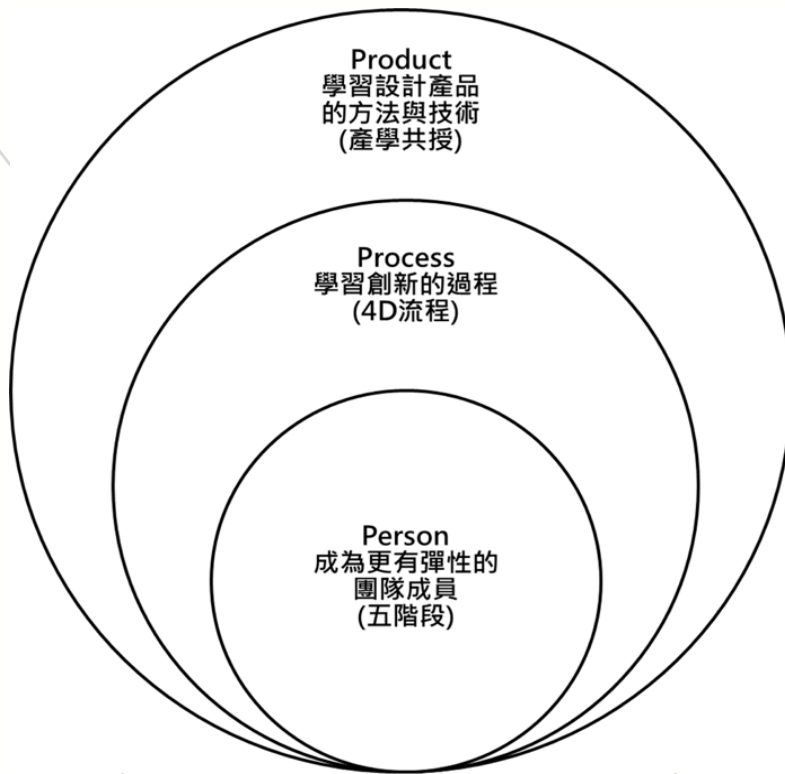 Product
學習設計產品
的方法與技術
(產學共授)
Process
學習創新的過程
(4D流程)
Person
成為更有彈性的
團隊成員
(五階段)